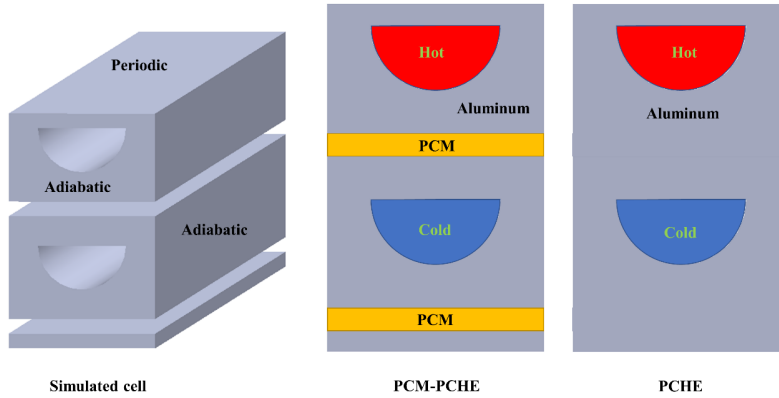 Periodic
Adiabatic
Adiabatic
Simulated cell
Hot
Aluminum
PCM
Cold
PCM
PCM-PCHE
Hot
Aluminum
Cold
PCHE